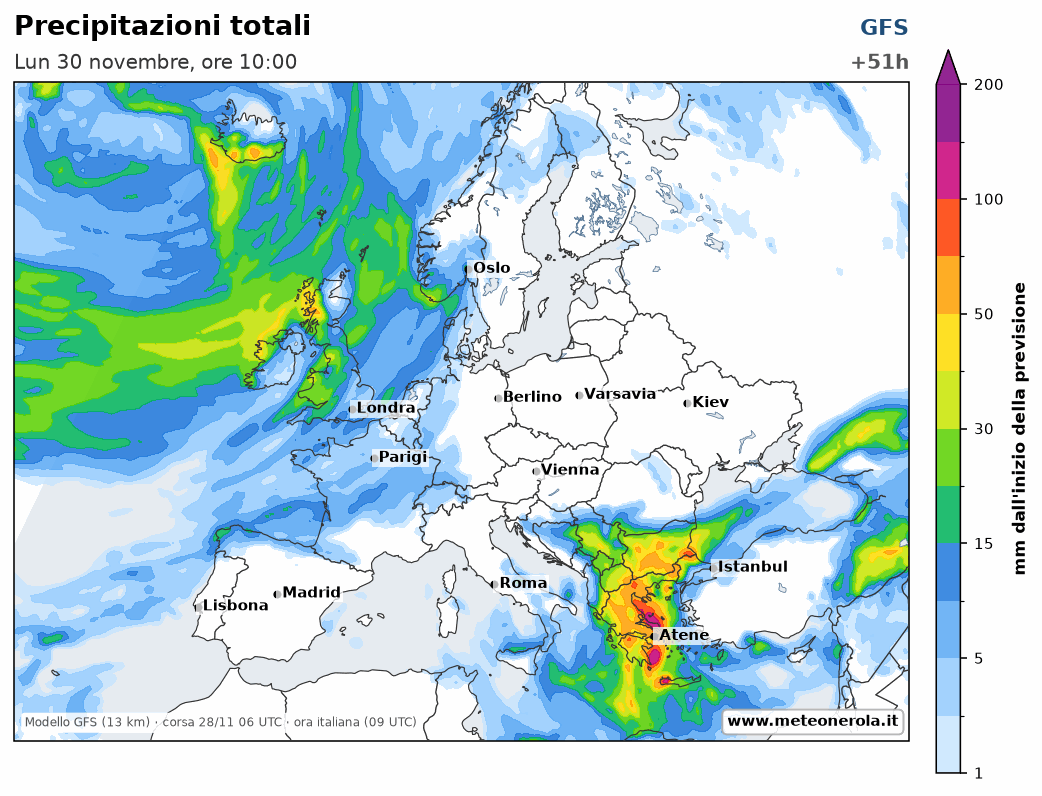 Precipitazioni totali
GFS
Lun 30 novembre, ore 10:00
+51h
200
100
50
30
15
5
1
mm dall'inizio della previsione
Oslo
Berlino
Varsavia
Kiev
Londra
Parigi
Vienna
Istanbul
Roma
Madrid
Lisbona
Atene
Modello GFS (13 km) · corsa 28/11 06 UTC · ora italiana (09 UTC)
www.meteonerola.it